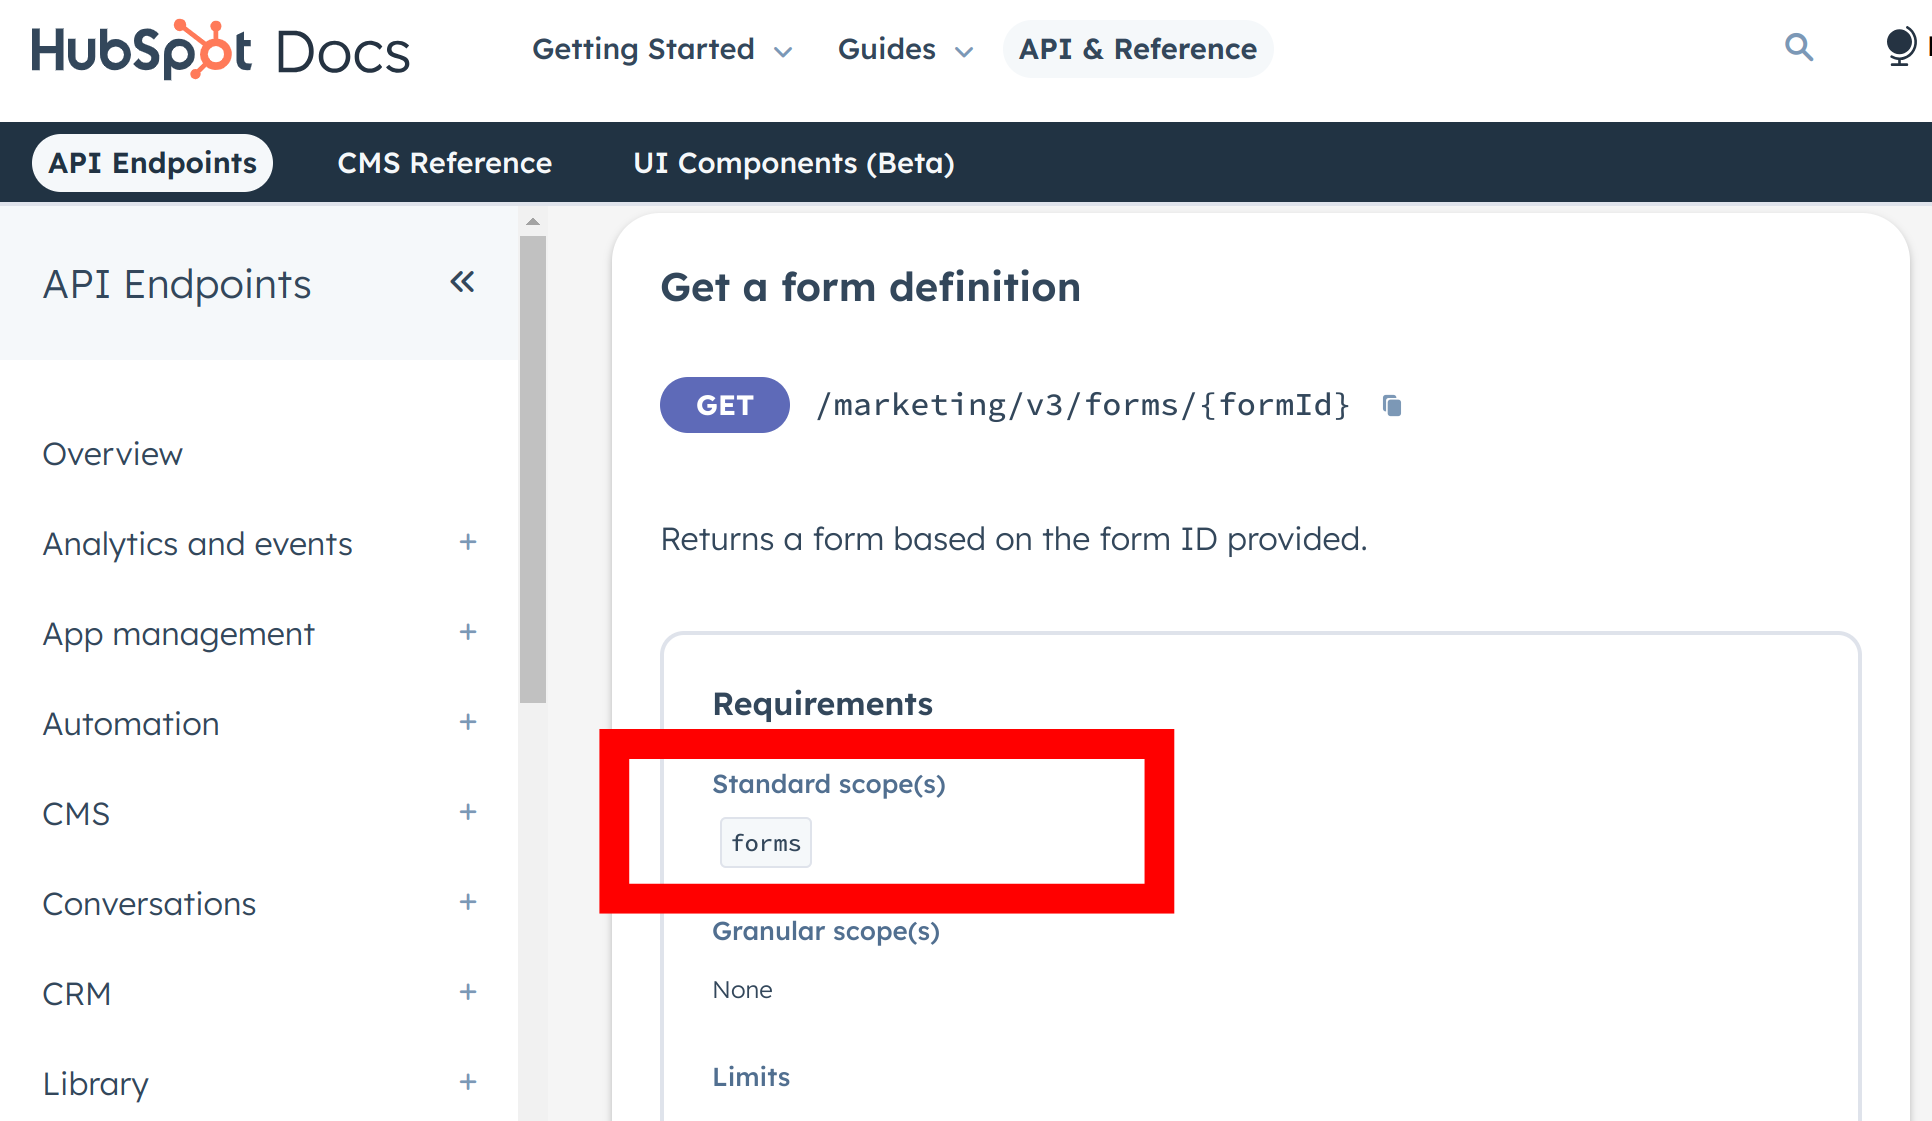 HubSpot Docs
Getting Started
Guides
API & Reference
API Endpoints
CMS Reference
UI Components (Beta)
API Endpoints
Overview
Analytics and events
App management
Automation
CMS
Conversations
CRM
Library
Get a form definition
GET /marketing/v3/forms/{formId}
Returns a form based on the form ID provided.
Requirements
Standard scope(s)
forms
Granular scope(s)
None
Limits